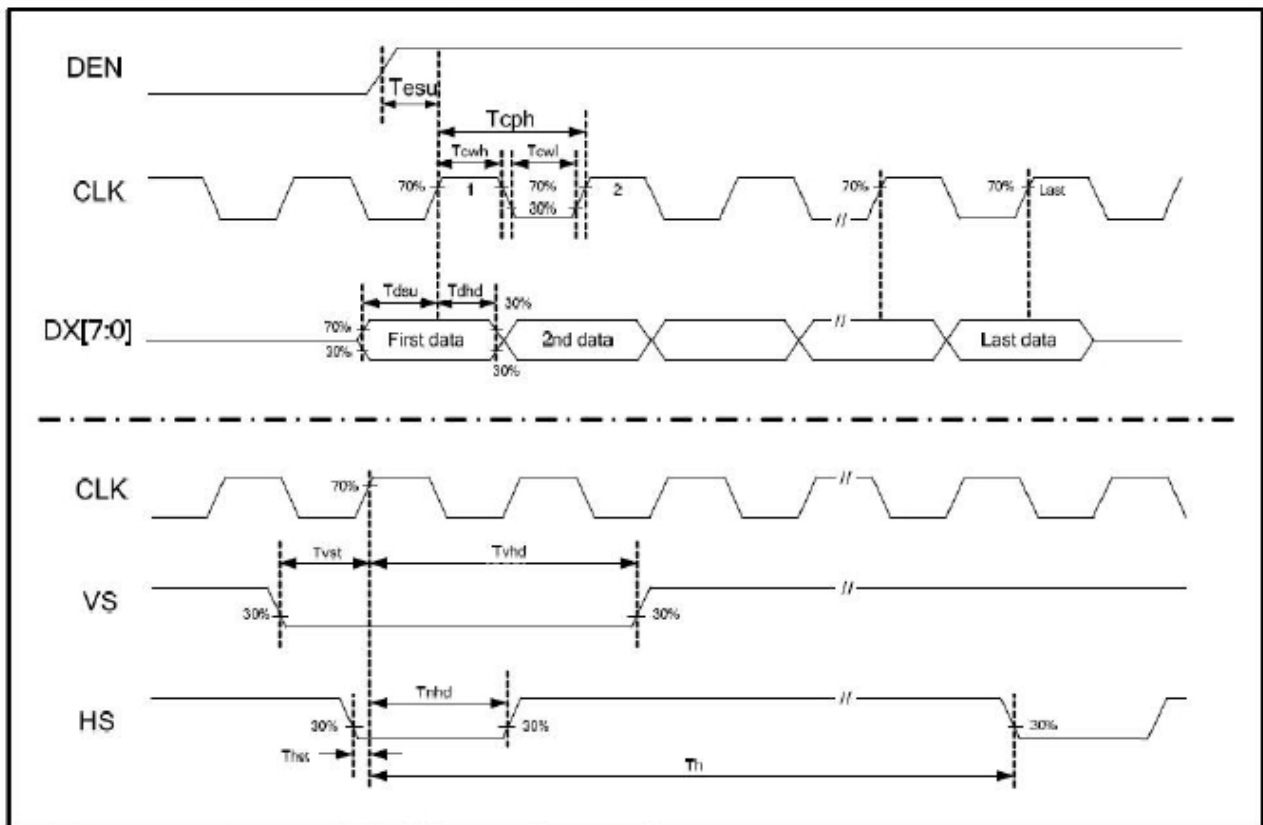 DEN
Tesu
Tcph
Tcwh
Tcwl
CLK
70%
1
70%
30%
2
70%
//
70%
Last
Tdsu
Tdhd
30%
DX[7:0]
70%
30%
First data
30%
2nd data
//
Last data
CLK
70%
//
Tvst
Tvhd
VS
30%
30%
//
Thhd
HS
30%
30%
//
30%
Thst
Th